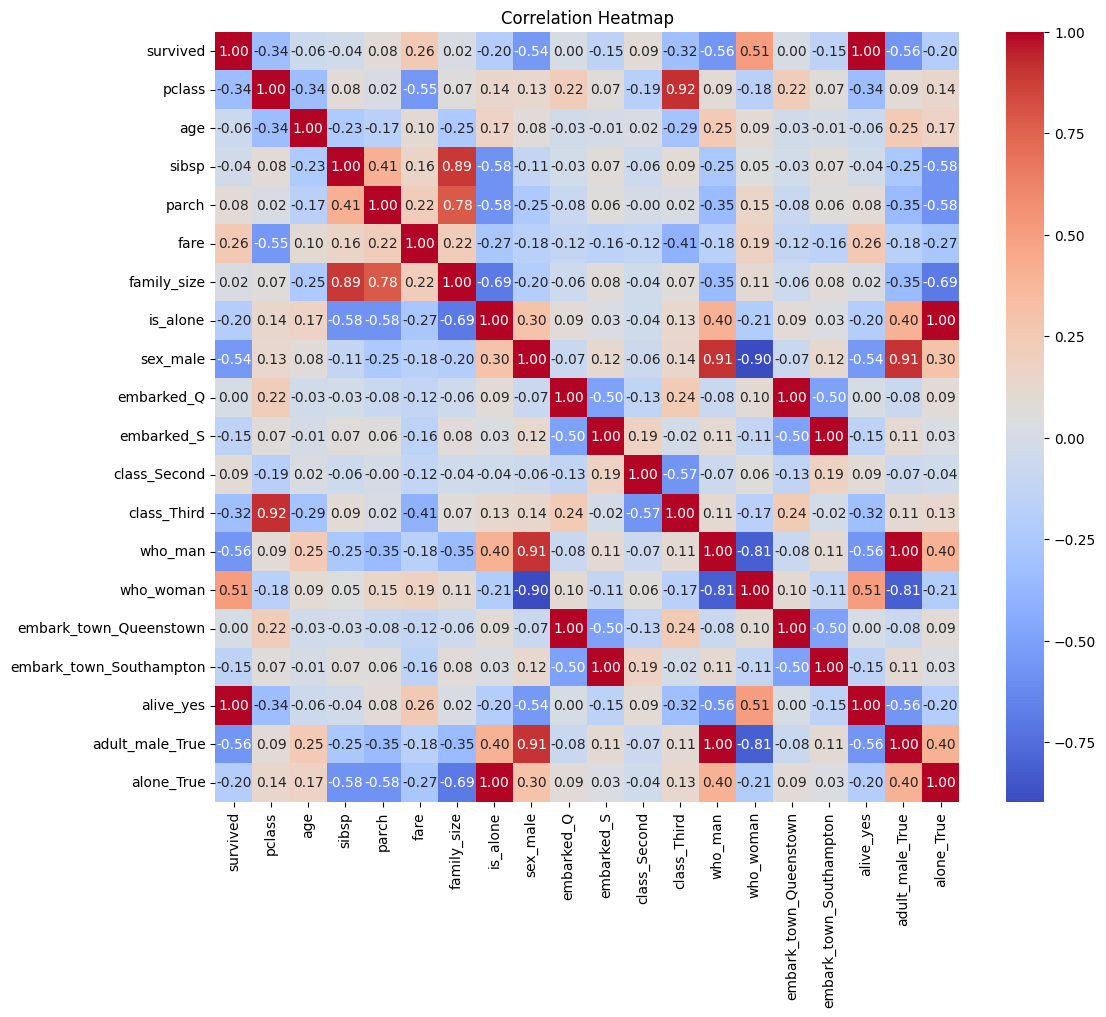 Correlation Heatmap
survived 1.00 -0.34 -0.06 -0.04 0.08 0.26 0.02 -0.20 -0.54 0.00 -0.15 0.09 -0.32 -0.56 0.51 0.00 -0.15 1.00 -0.56 -0.20
pclass -0.34 1.00 -0.34 0.08 0.02 -0.55 0.07 0.14 0.13 0.22 0.07 -0.19 0.92 0.09 -0.18 0.22 0.07 -0.34 0.09 0.14
age -0.06 -0.34 1.00 -0.23 -0.17 0.10 -0.25 0.17 0.08 -0.03 -0.01 0.02 -0.29 0.25 0.09 -0.03 -0.01 -0.06 0.25 0.17
sibsp -0.04 0.08 -0.23 1.00 0.41 0.16 0.89 -0.58 -0.11 -0.03 0.07 -0.06 0.09 -0.25 0.05 -0.03 0.07 -0.04 -0.25 -0.58
parch 0.08 0.02 -0.17 0.41 1.00 0.22 0.78 -0.58 -0.25 -0.08 0.06 -0.00 0.02 -0.35 0.15 -0.08 0.06 0.08 -0.35 -0.58
fare 0.26 -0.55 0.10 0.16 0.22 1.00 0.22 -0.27 -0.18 -0.12 -0.16 -0.12 -0.41 -0.18 0.19 -0.12 -0.16 0.26 -0.18 -0.27
family_size 0.02 0.07 -0.25 0.89 0.78 0.22 1.00 -0.69 -0.20 -0.06 0.08 -0.04 0.07 -0.35 0.11 -0.06 0.08 0.02 -0.35 -0.69
is_alone -0.20 0.14 0.17 -0.58 -0.58 -0.27 -0.69 1.00 0.30 0.09 0.03 -0.04 0.13 0.40 -0.21 0.09 0.03 -0.20 0.40 1.00
sex_male -0.54 0.13 0.08 -0.11 -0.25 -0.18 -0.20 0.30 1.00 -0.07 0.12 -0.06 0.14 0.91 -0.90 -0.07 0.12 -0.54 0.91 0.30
embarked_Q 0.00 0.22 -0.03 -0.03 -0.08 -0.12 -0.06 0.09 -0.07 1.00 -0.50 -0.13 0.24 -0.08 0.10 1.00 -0.50 0.00 -0.08 0.09
embarked_S -0.15 0.07 -0.01 0.07 0.06 -0.16 0.08 0.03 0.12 -0.50 1.00 0.19 -0.02 0.11 -0.11 -0.50 1.00 -0.15 0.11 0.03
class_Second 0.09 -0.19 0.02 -0.06 -0.00 -0.12 -0.04 -0.04 -0.06 -0.13 0.19 1.00 -0.57 -0.07 0.06 -0.13 0.19 0.09 -0.07 -0.04
class_Third -0.32 0.92 -0.29 0.09 0.02 -0.41 0.07 0.13 0.14 0.24 -0.02 -0.57 1.00 0.11 -0.17 0.24 -0.02 -0.32 0.11 0.13
who_man -0.56 0.09 0.25 -0.25 -0.35 -0.18 -0.35 0.40 0.91 -0.08 0.11 -0.07 0.11 1.00 -0.81 -0.08 0.11 -0.56 1.00 0.40
who_woman 0.51 -0.18 0.09 0.05 0.15 0.19 0.11 -0.21 -0.90 0.10 -0.11 0.06 -0.17 -0.81 1.00 0.10 -0.11 0.51 -0.81 -0.21
embark_town_Queenstown 0.00 0.22 -0.03 -0.03 -0.08 -0.12 -0.06 0.09 -0.07 1.00 -0.50 -0.13 0.24 -0.08 0.10 1.00 -0.50 0.00 -0.08 0.09
embark_town_Southampton -0.15 0.07 -0.01 0.07 0.06 -0.16 0.08 0.03 0.12 -0.50 1.00 0.19 -0.02 0.11 -0.11 -0.50 1.00 -0.15 0.11 0.03
alive_yes 1.00 -0.34 -0.06 -0.04 0.08 0.26 0.02 -0.20 -0.54 0.00 -0.15 0.09 -0.32 -0.56 0.51 0.00 -0.15 1.00 -0.56 -0.20
adult_male_True -0.56 0.09 0.25 -0.25 -0.35 -0.18 -0.35 0.40 0.91 -0.08 0.11 -0.07 0.11 1.00 -0.81 -0.08 0.11 -0.56 1.00 0.40
alone_True -0.20 0.14 0.17 -0.58 -0.58 -0.27 -0.69 1.00 0.30 0.09 0.03 -0.04 0.13 0.40 -0.21 0.09 0.03 -0.20 0.40 1.00
survived
pclass
age
sibsp
parch
fare
family_size
is_alone
sex_male
embarked_Q
embarked_S
class_Second
class_Third
who_man
who_woman
embark_town_Queenstown
embark_town_Southampton
alive_yes
adult_male_True
alone_True
1.00
0.75
0.50
0.25
0.00
−0.25
−0.50
−0.75